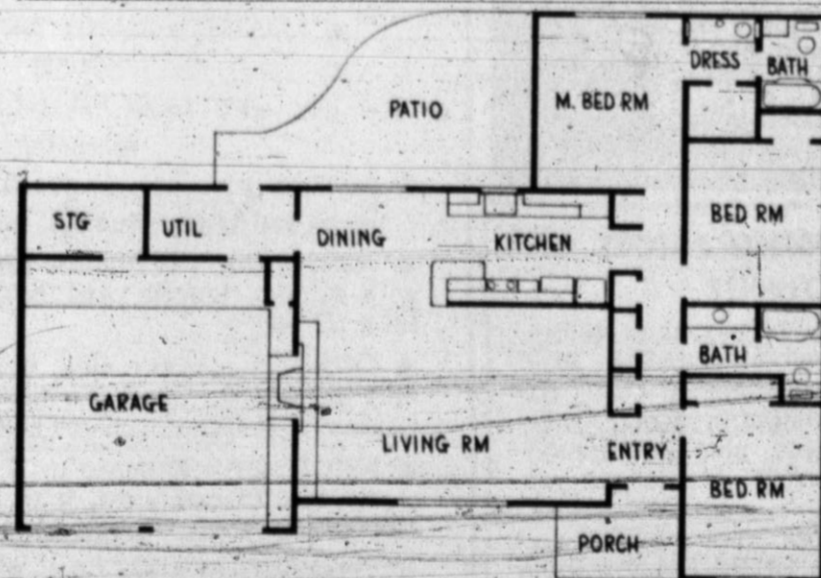 DRESS
BATH
M. BED RM
PATIO
STG
UTIL
DINING
KITCHEN
BED RM
BATH
GARAGE
LIVING RM
ENTRY
BED. RM
PORCH